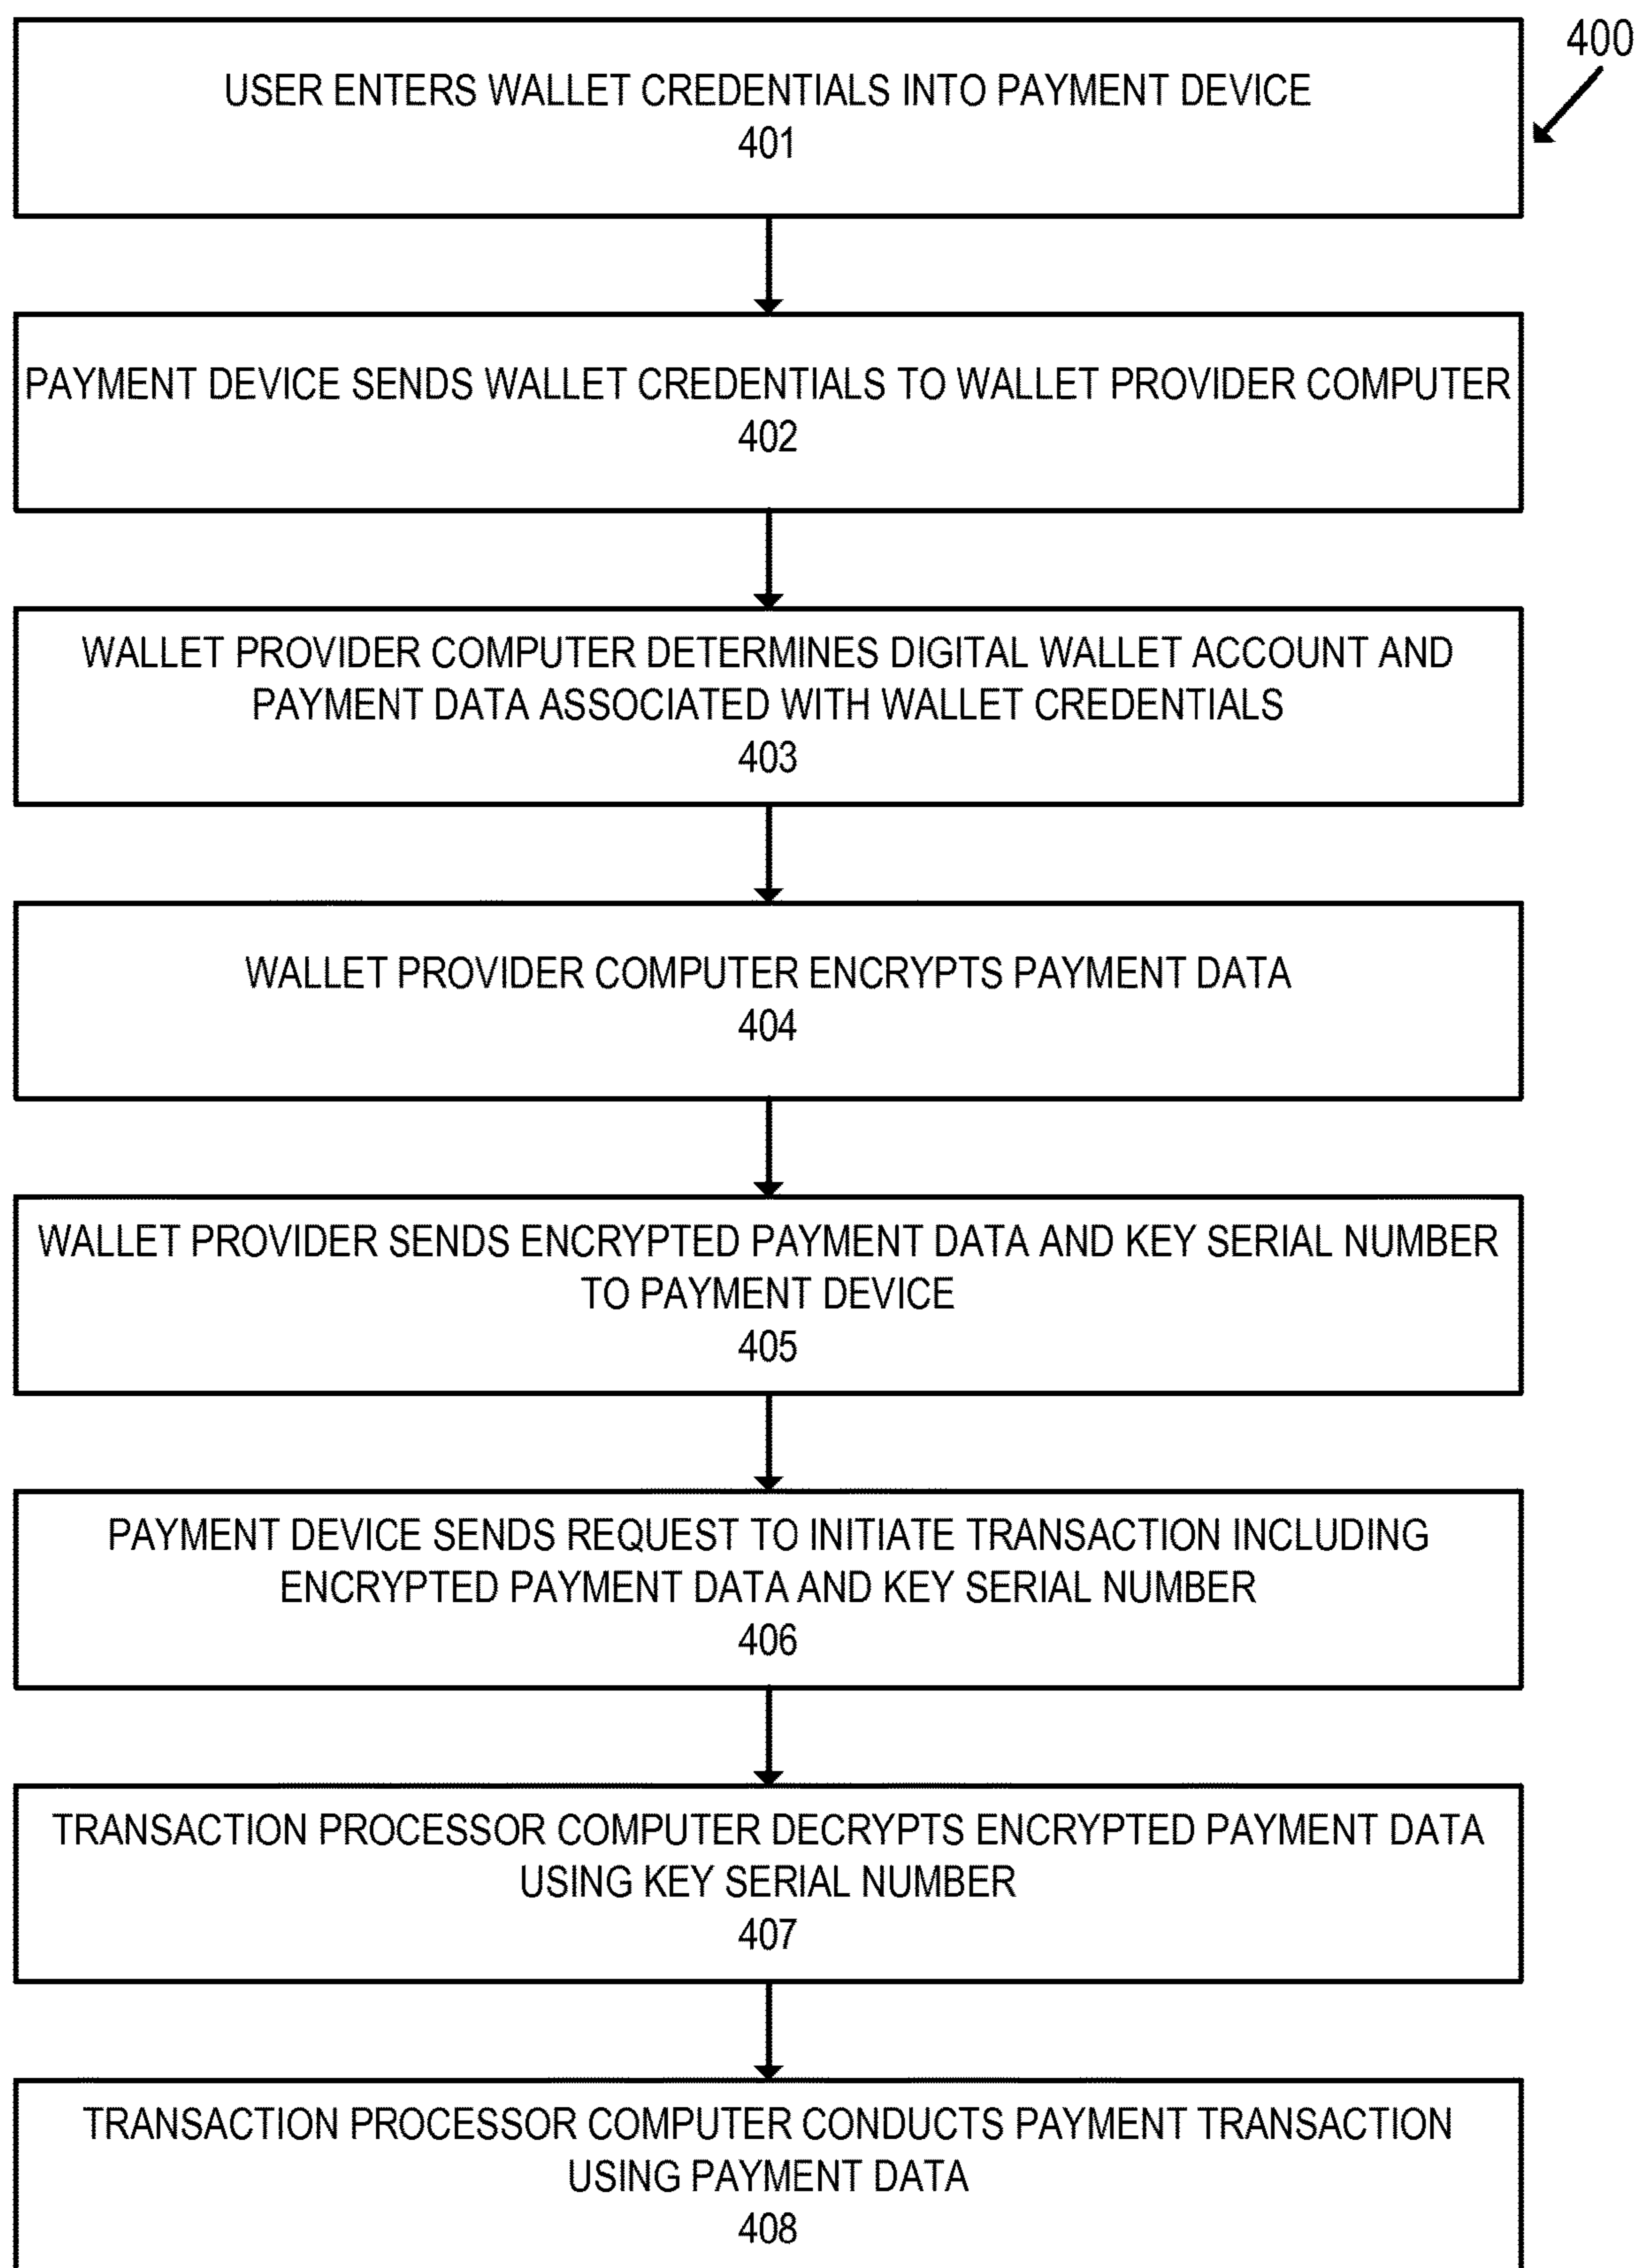 400
USER ENTERS WALLET CREDENTIALS INTO PAYMENT DEVICE
401
PAYMENT DEVICE SENDS WALLET CREDENTIALS TO WALLET PROVIDER COMPUTER
402
WALLET PROVIDER COMPUTER DETERMINES DIGITAL WALLET ACCOUNT AND
PAYMENT DATA ASSOCIATED WITH WALLET CREDENTIALS
403
WALLET PROVIDER COMPUTER ENCRYPTS PAYMENT DATA
404
WALLET PROVIDER SENDS ENCRYPTED PAYMENT DATA AND KEY SERIAL NUMBER
TO PAYMENT DEVICE
405
PAYMENT DEVICE SENDS REQUEST TO INITIATE TRANSACTION INCLUDING
ENCRYPTED PAYMENT DATA AND KEY SERIAL NUMBER
406
TRANSACTION PROCESSOR COMPUTER DECRYPTS ENCRYPTED PAYMENT DATA
USING KEY SERIAL NUMBER
407
TRANSACTION PROCESSOR COMPUTER CONDUCTS PAYMENT TRANSACTION
USING PAYMENT DATA
408